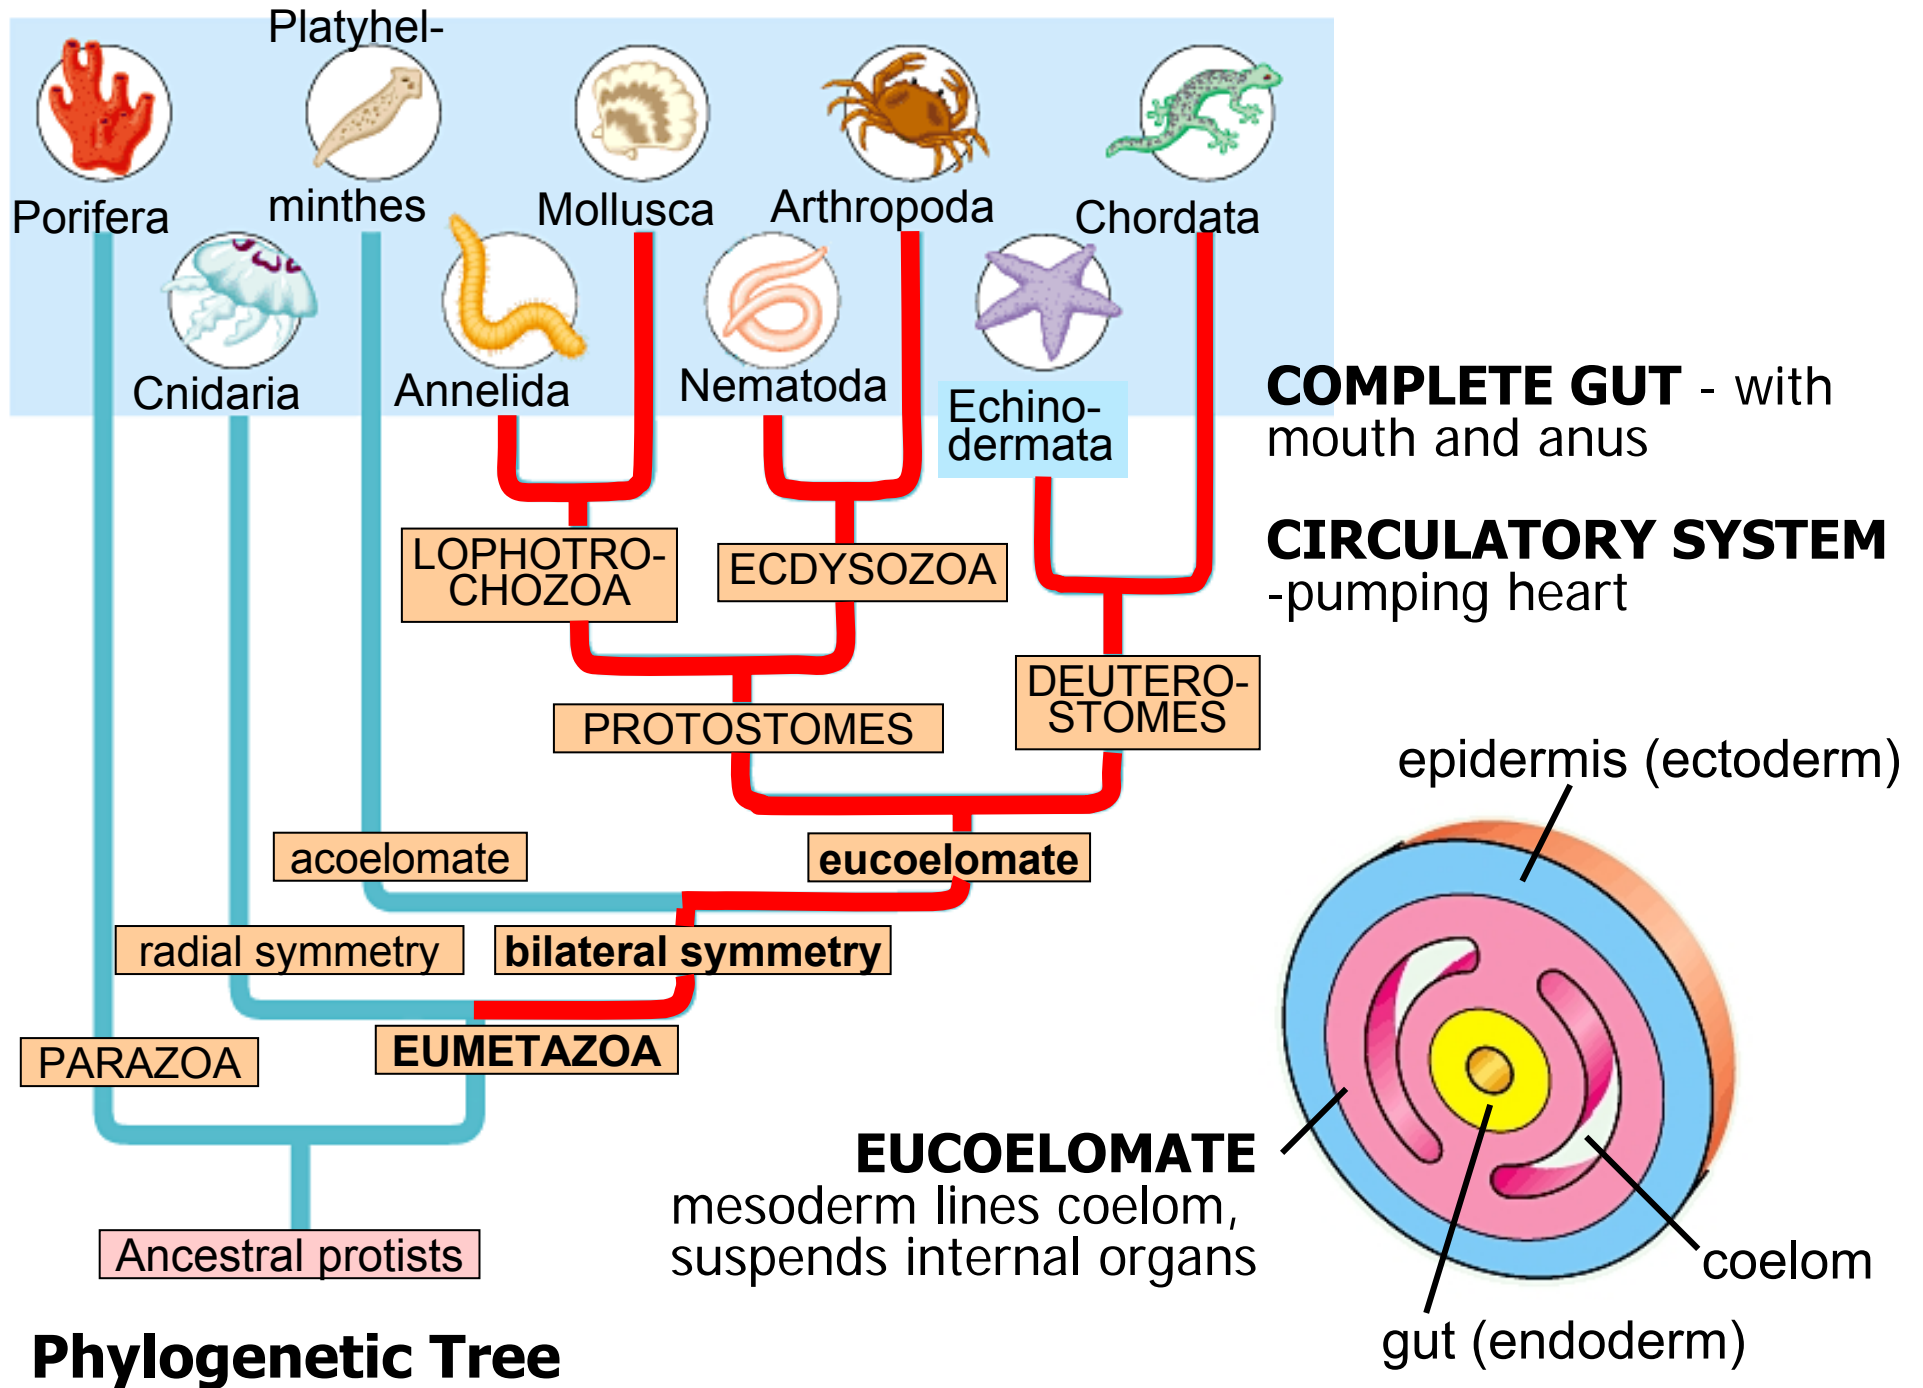 Platyhel-
minthes
Porifera
Mollusca
Arthropoda
Chordata
Cnidaria
Annelida
Nematoda
Echino-
dermata
COMPLETE GUT - with
mouth and anus
CIRCULATORY SYSTEM
-pumping heart
LOPHOTRO-
CHOZOA
ECDYSOZOA
PROTOSTOMES
DEUTERO-
STOMES
acoelomate
eucoelomate
radial symmetry
bilateral symmetry
PARAZOA
EUMETAZOA
Ancestral protists
Phylogenetic Tree
epidermis (ectoderm)
EUCOELOMATE
mesoderm lines coelom,
suspends internal organs
coelom
gut (endoderm)